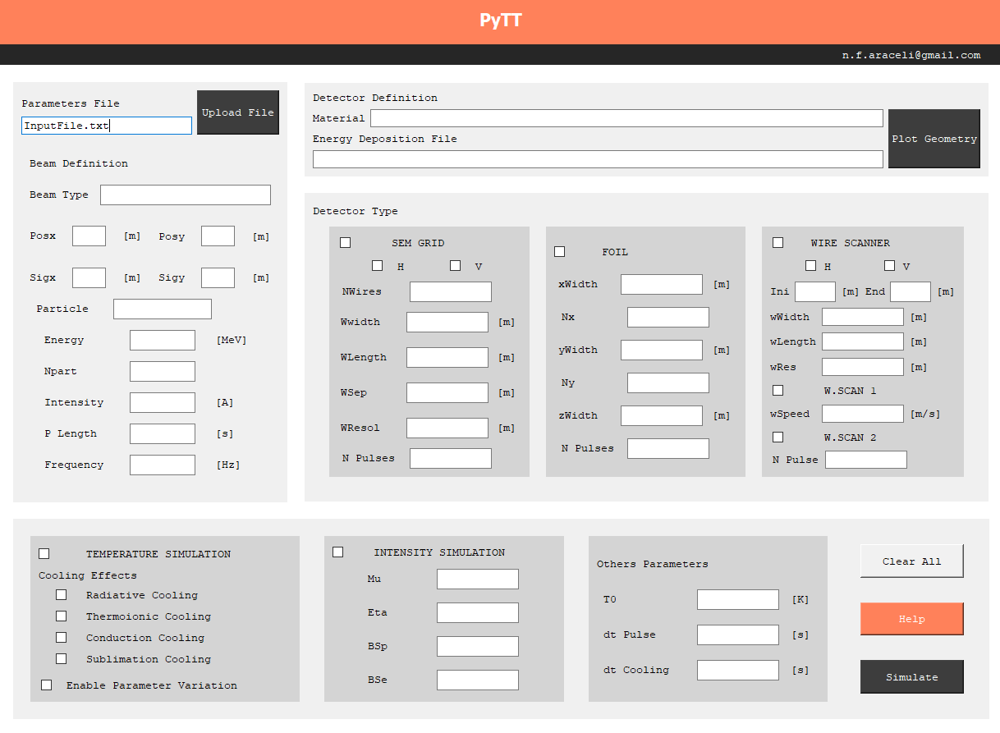 PyTT
n.f.araceli@gmail.com
Parameters File
InputFile.txt
Upload File
Beam Definition
Beam Type
Posx [m] Posy [m]
Sigx [m] Sigy [m]
Particle
Energy [MeV]
Npart
Intensity [A]
P Length [s]
Frequency [Hz]
Detector Definition
Material
Energy Deposition File
Plot Geometry
Detector Type
SEM GRID
H V
NWires
Wwidth [m]
WLength [m]
WSep [m]
WResol [m]
N Pulses
FOIL
xWidth [m]
Nx
yWidth [m]
Ny
zWidth [m]
N Pulses
WIRE SCANNER
H V
Ini [m] End [m]
wWidth [m]
wLength [m]
wRes [m]
W.SCAN 1
wSpeed [m/s]
W.SCAN 2
N Pulse
TEMPERATURE SIMULATION
Cooling Effects
Radiative Cooling
Thermoionic Cooling
Conduction Cooling
Sublimation Cooling
Enable Parameter Variation
INTENSITY SIMULATION
Mu
Eta
BSp
BSe
Others Parameters
T0 [K]
dt Pulse [s]
dt Cooling [s]
Clear All
Help
Simulate